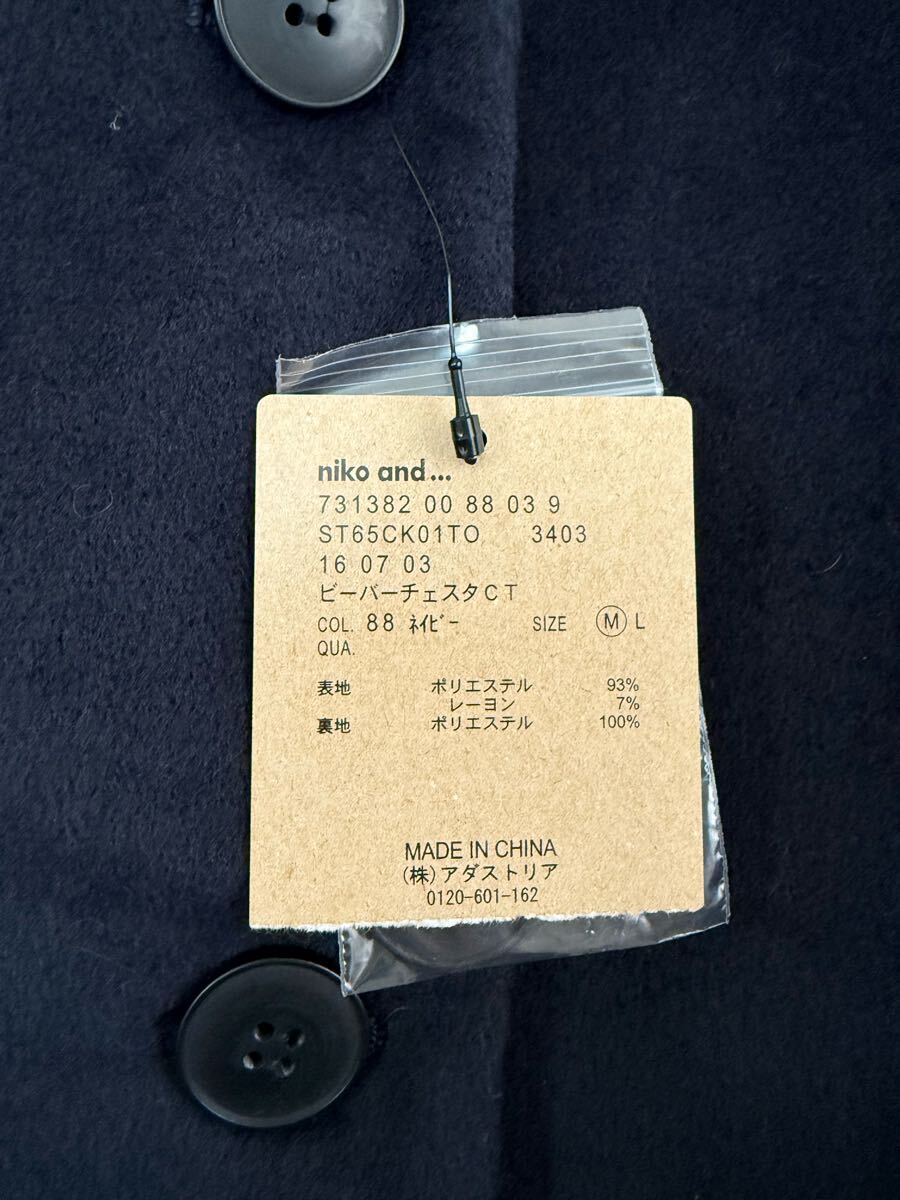 niko and...
731382 00 88 03 9
ST65CK01TO 3403
16 07 03
ビーバーチェスタCT
COL. 88 ﾈｲﾋﾞｰ SIZE Ⓜ L
QUA.
表地 ポリエステル 93%
レーヨン 7%
裏地 ポリエステル 100%
MADE IN CHINA
(株)アダストリア
0120-601-162